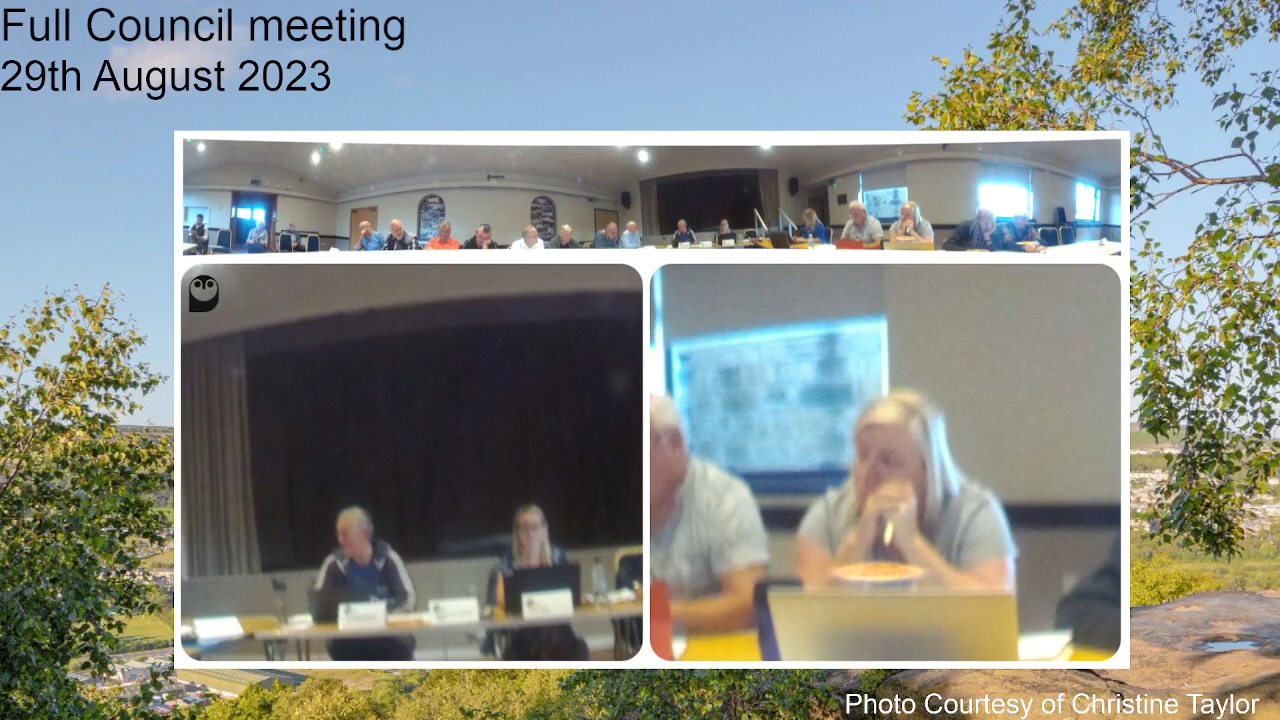 Full Council meeting
29th August 2023
Photo Courtesy of Christine Taylor